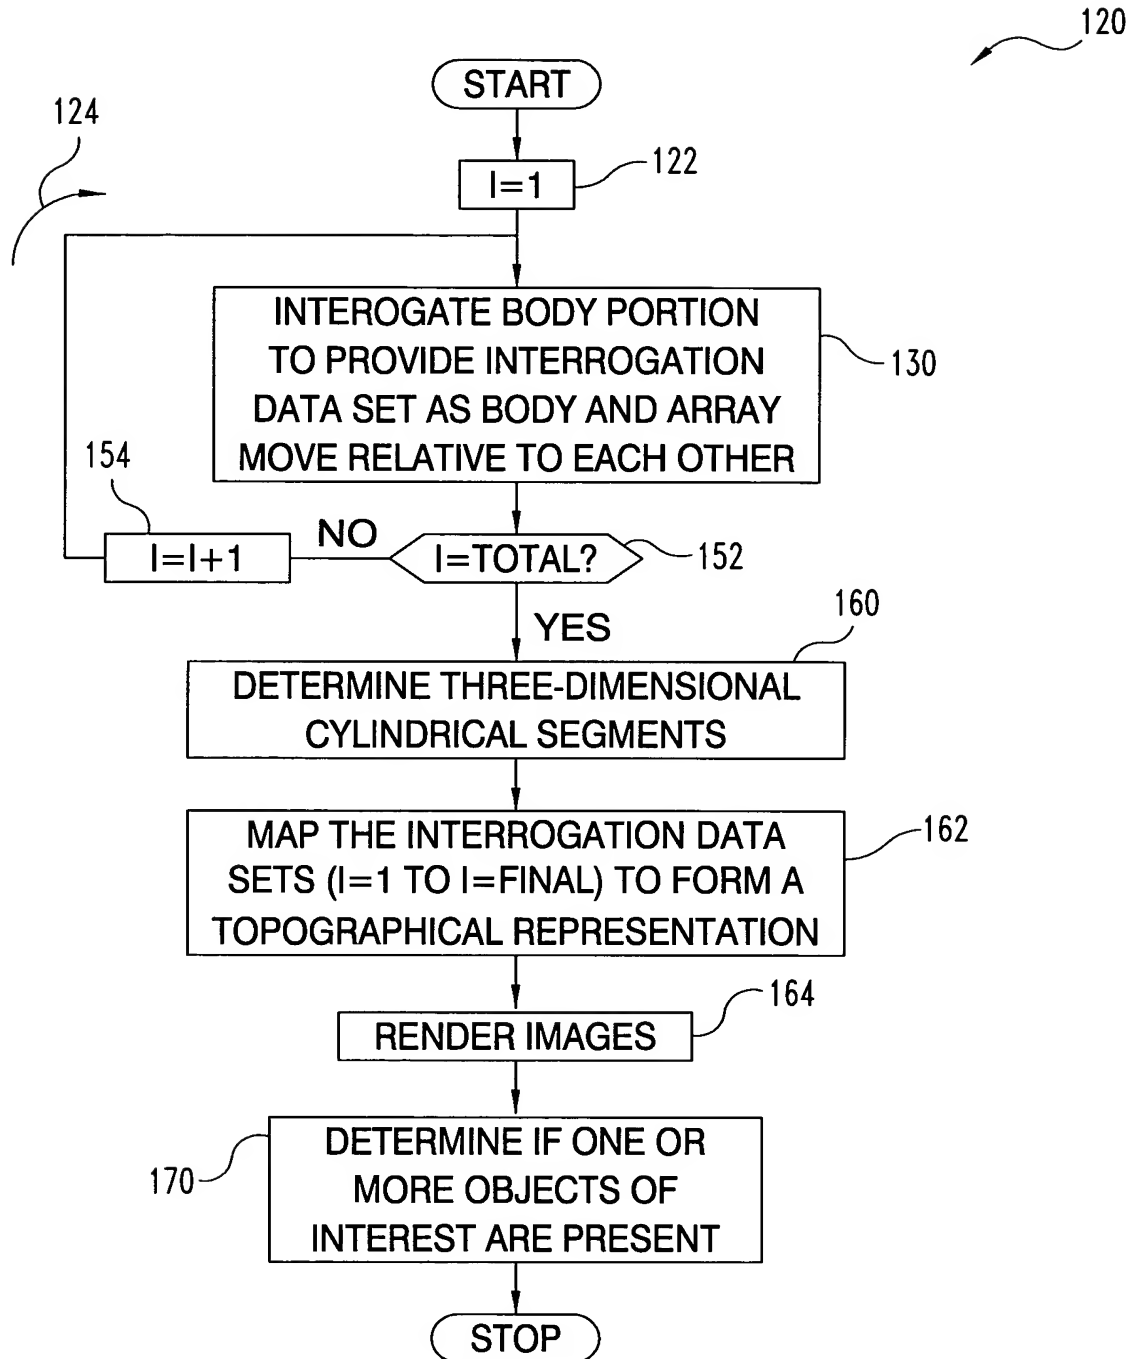 120
START
124
I=1
122
INTEROGATE BODY PORTION
TO PROVIDE INTERROGATION
DATA SET AS BODY AND ARRAY
MOVE RELATIVE TO EACH OTHER
130
154
I=I+1
NO
I=TOTAL?
152
YES
160
DETERMINE THREE-DIMENSIONAL
CYLINDRICAL SEGMENTS
MAP THE INTERROGATION DATA
SETS (I=1 TO I=FINAL) TO FORM A
TOPOGRAPHICAL REPRESENTATION
162
RENDER IMAGES
164
DETERMINE IF ONE OR
MORE OBJECTS OF
INTEREST ARE PRESENT
170
STOP